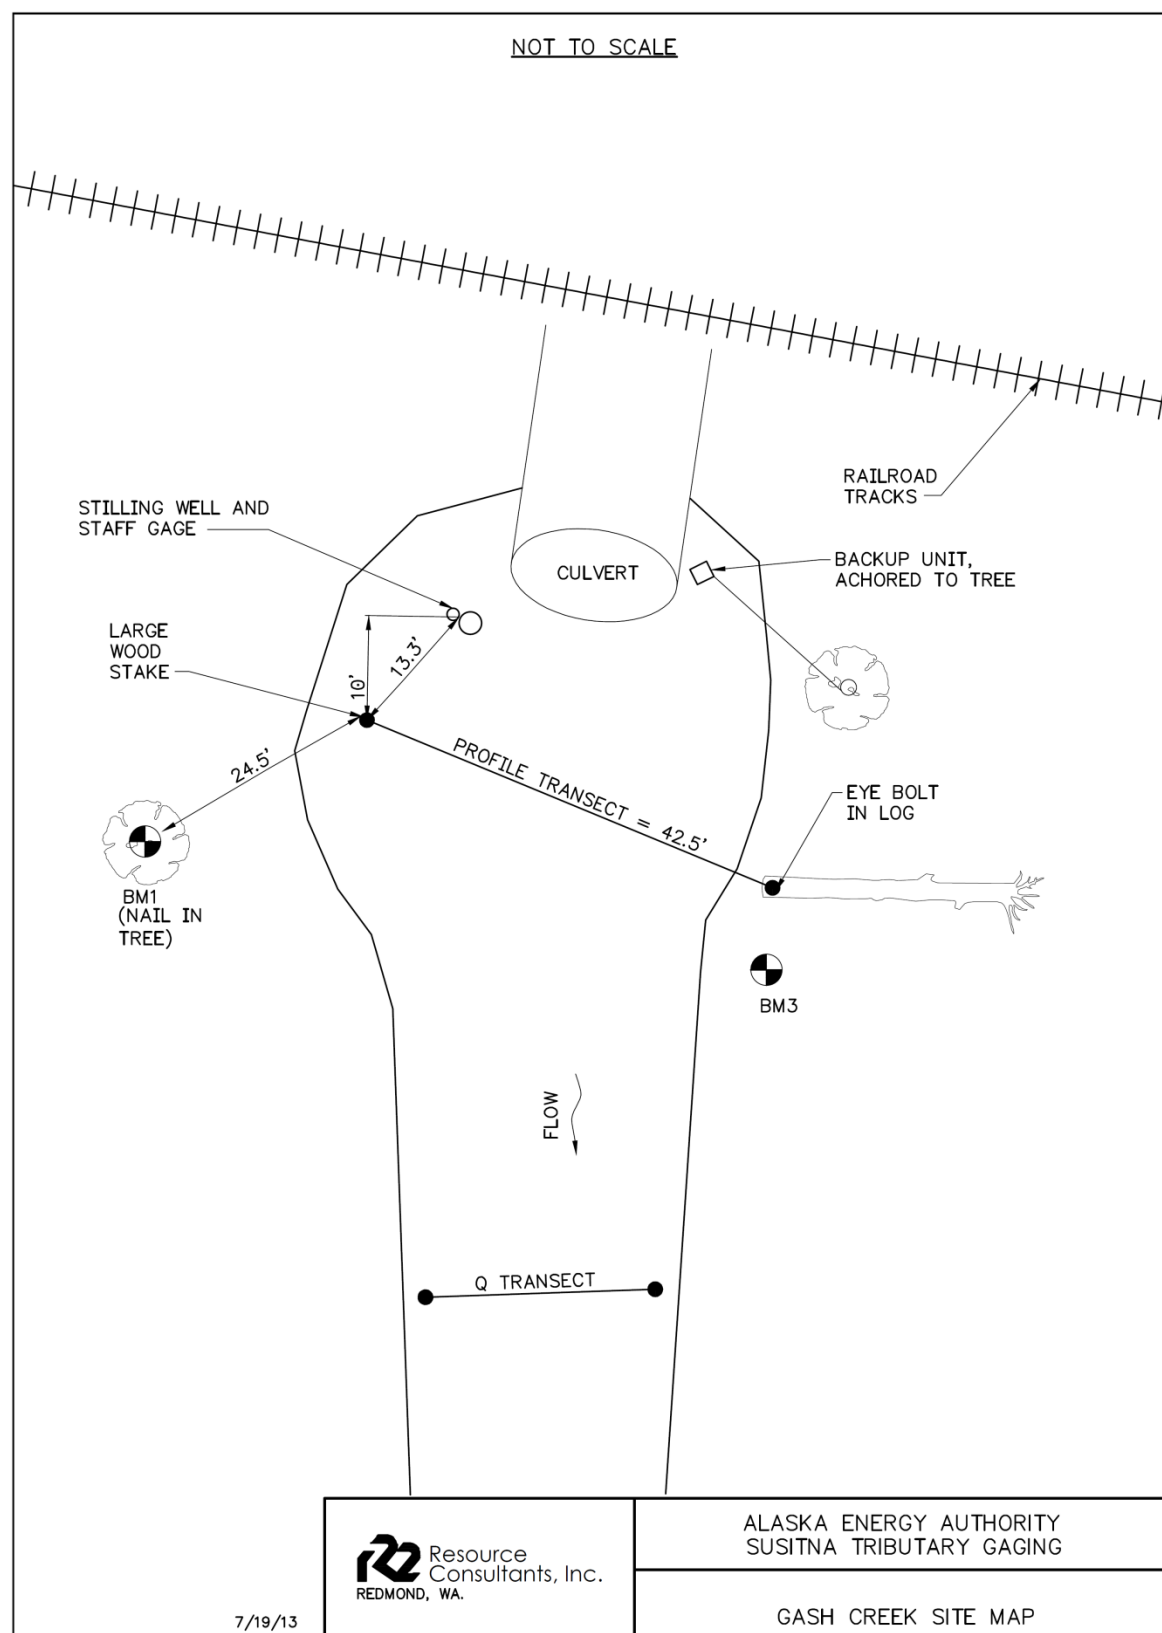 NOT TO SCALE
RAILROAD
TRACKS
STILLING WELL AND
STAFF GAGE
CULVERT
BACKUP UNIT,
ACHORED TO TREE
LARGE
WOOD
STAKE
10'
13.3'
24.5'
PROFILE TRANSECT = 42.5'
EYE BOLT
IN LOG
BM1
(NAIL IN
TREE)
BM3
FLOW
Q TRANSECT
R2 Resource
Consultants, Inc.
REDMOND, WA.
ALASKA ENERGY AUTHORITY
SUSITNA TRIBUTARY GAGING
GASH CREEK SITE MAP
7/19/13